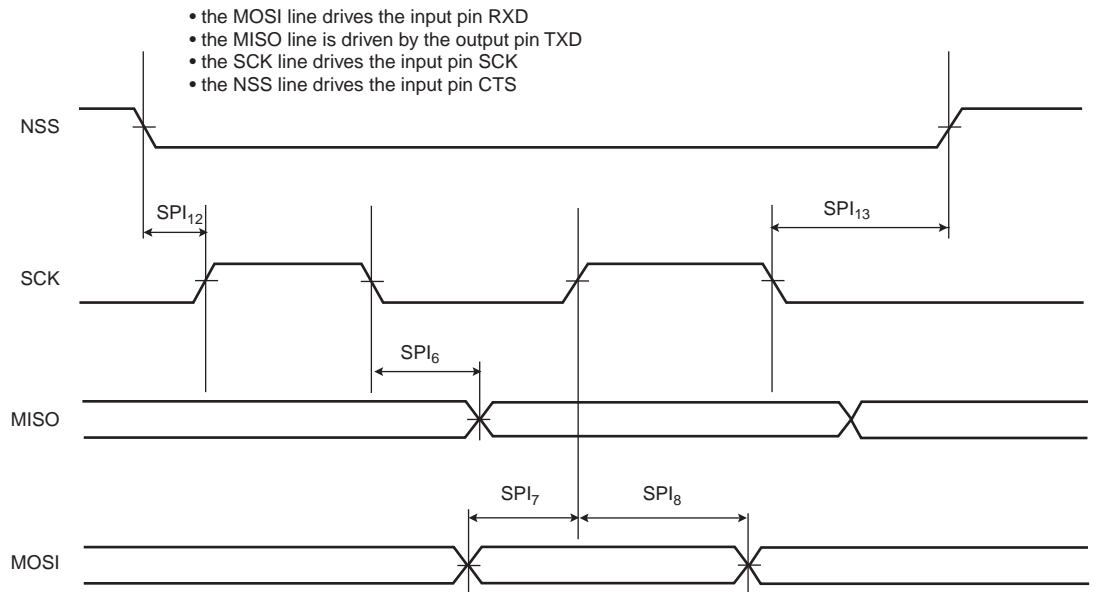 • the MOSI line drives the input pin RXD
• the MISO line is driven by the output pin TXD
• the SCK line drives the input pin SCK
• the NSS line drives the input pin CTS
NSS
SPI12
SPI13
SCK
SPI6
MISO
SPI7
SPI8
MOSI